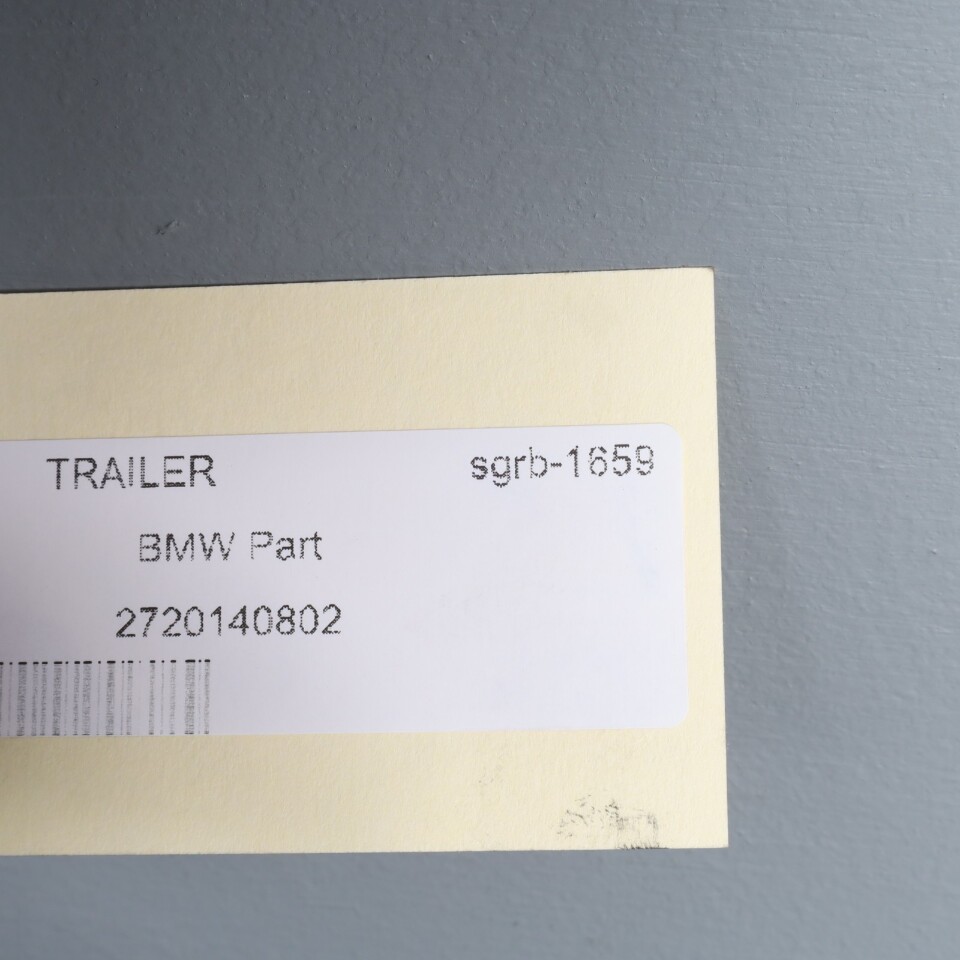 TRAILER sgrb-1659
BMW Part
2720140802